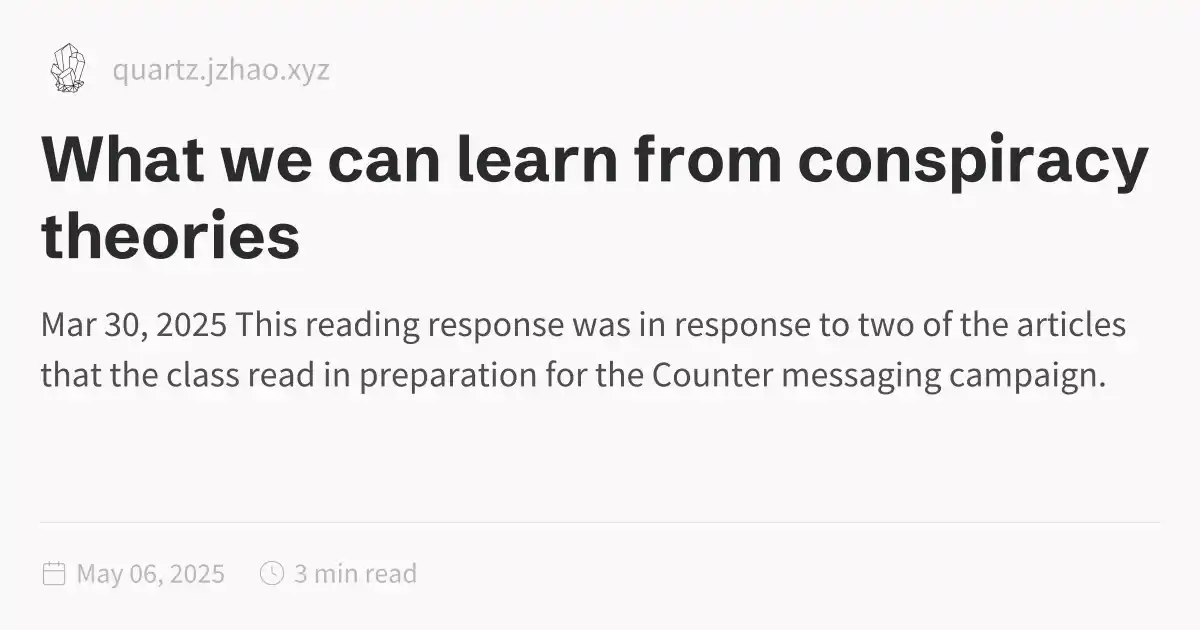 quartz.jzhao.xyz
What we can learn from conspiracy
theories
Mar 30, 2025 This reading response was in response to two of the articles
that the class read in preparation for the Counter messaging campaign.
May 06, 2025 3 min read